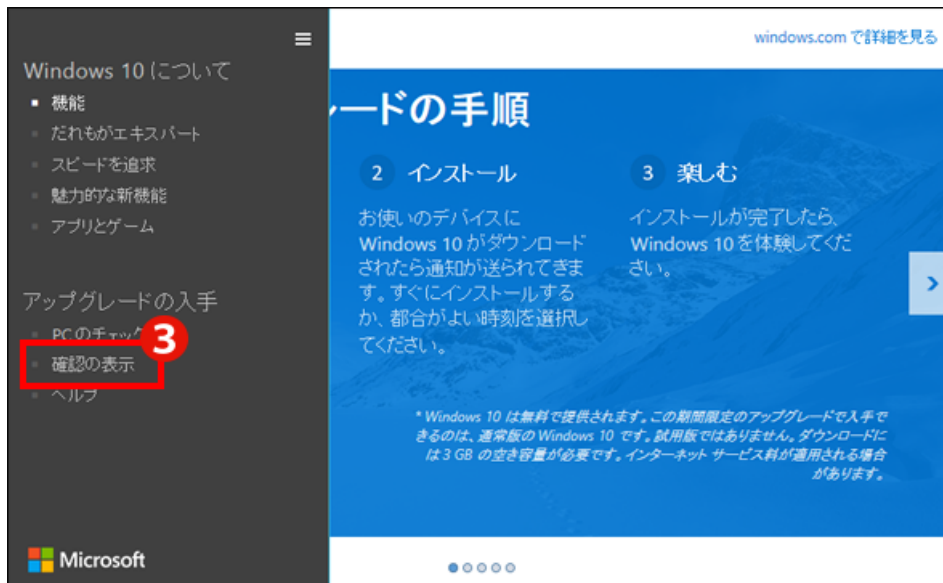 windows.com で詳細を見る
Windows 10 について
機能
だれもがエキスパート
スピードを追求
魅力的な新機能
アプリとゲーム
アップグレードの入手
PC のチェック
3
確認の表示
ヘルプ
Microsoft
ードの手順
2 インストール
お使いのデバイスに
Windows 10 がダウンロード
されたら通知が送られてきま
す。すぐにインストールする
か、都合がよい時刻を選択し
てください。
3 楽しむ
インストールが完了したら、
Windows 10 を体験してくだ
さい。
* Windows 10 は無料で提供されます。この期間限定のアップグレードで入手で
きるのは、通常版の Windows 10 です。試用版ではありません。ダウンロードに
は 3 GB の空き容量が必要です。インターネット サービス料が適用される場合
があります。